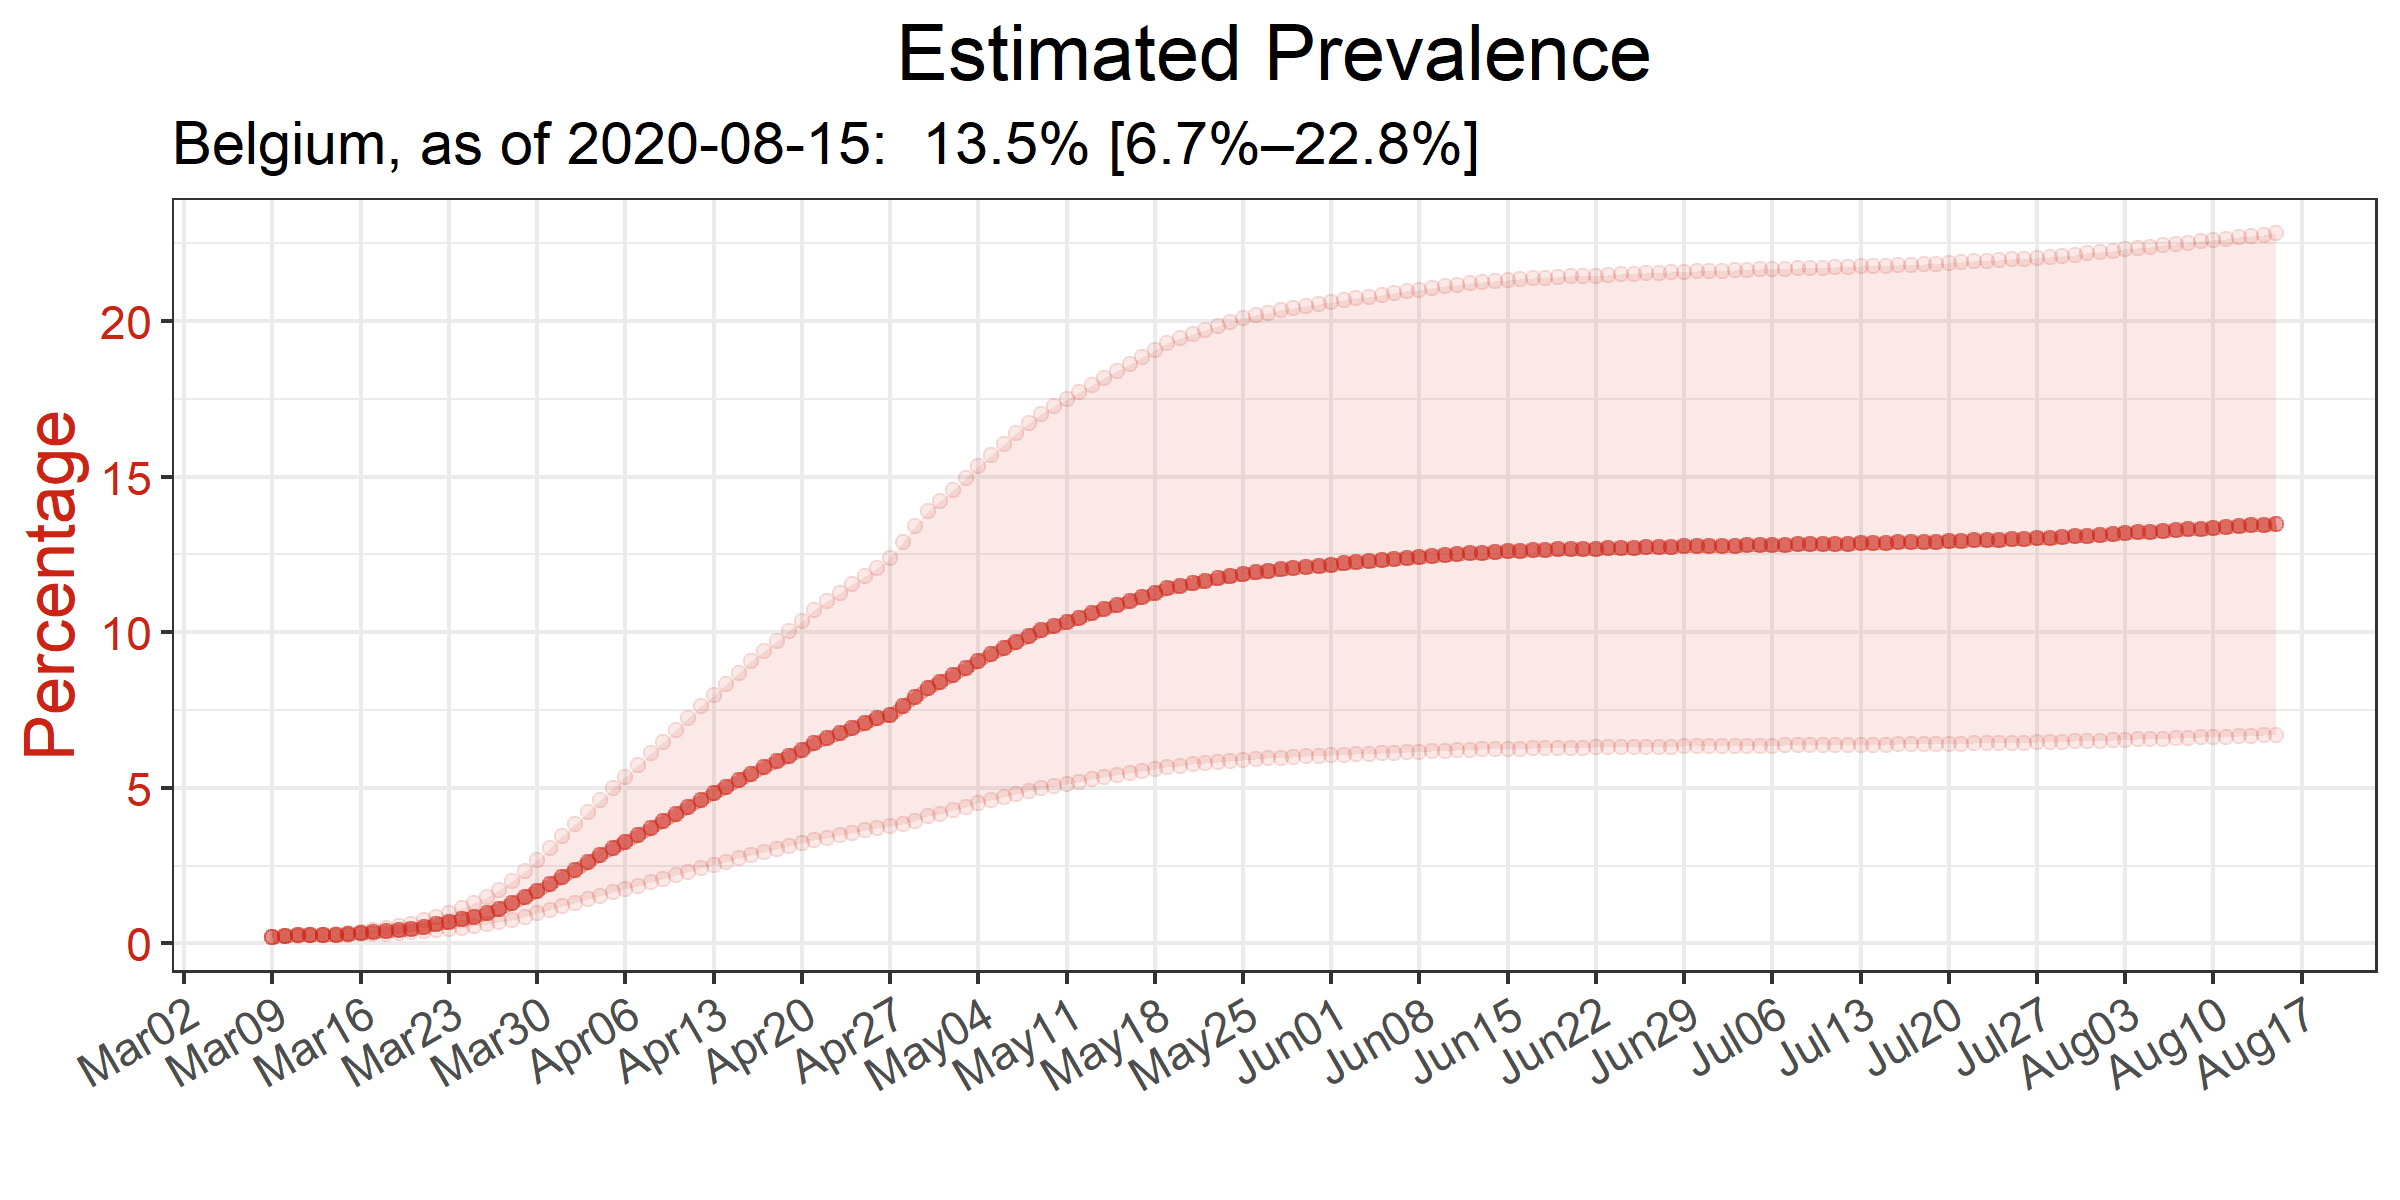 Estimated Prevalence
Belgium, as of 2020-08-15:  13.5% [6.7%–22.8%]
Percentage
20
15
10
5
0
Mar02
Mar09
Mar16
Mar23
Mar30
Apr06
Apr13
Apr20
Apr27
May04
May11
May18
May25
Jun01
Jun08
Jun15
Jun22
Jun29
Jul06
Jul13
Jul20
Jul27
Aug03
Aug10
Aug17